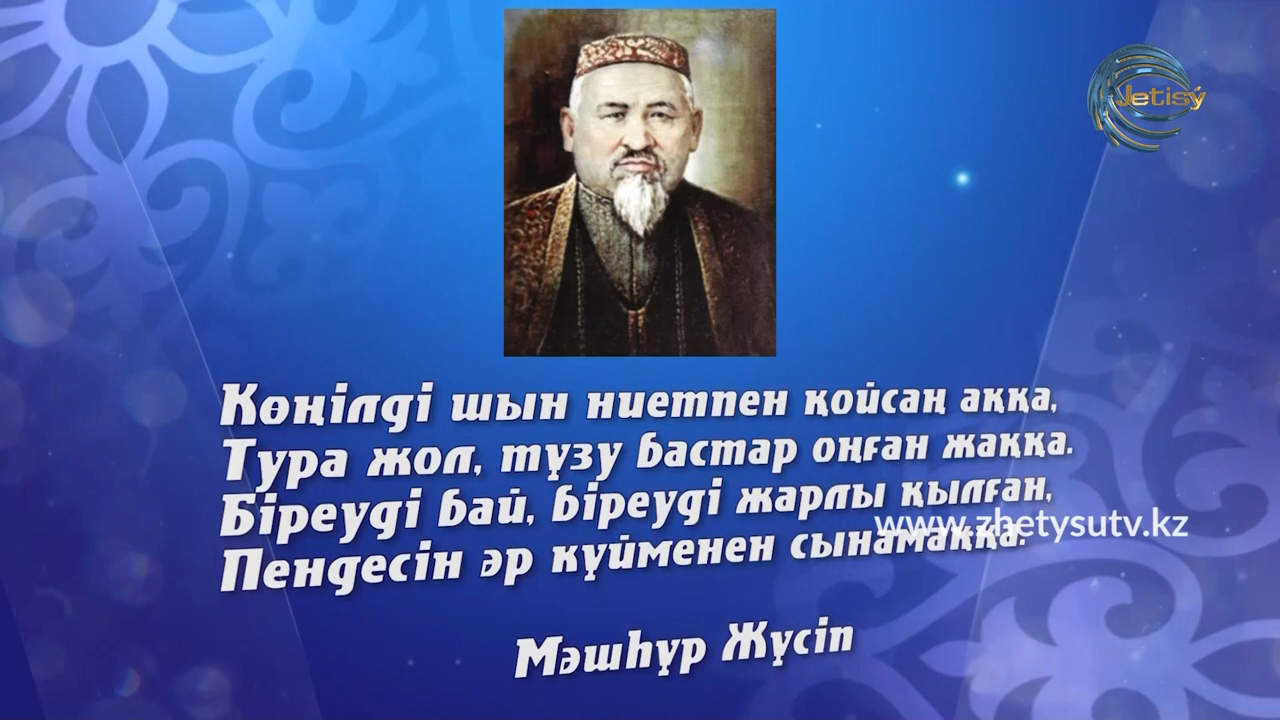 Jetisý
Көңілді шын ниетпен қойсаң аққа,
Тура жол, түзу бастар оңған жаққа.
Біреуді бай, біреуді жарлы қылған,
www.zhetysutv.kz
Пендесін әр күйменен сынамаққа.
Мәшһүр Жүсіп